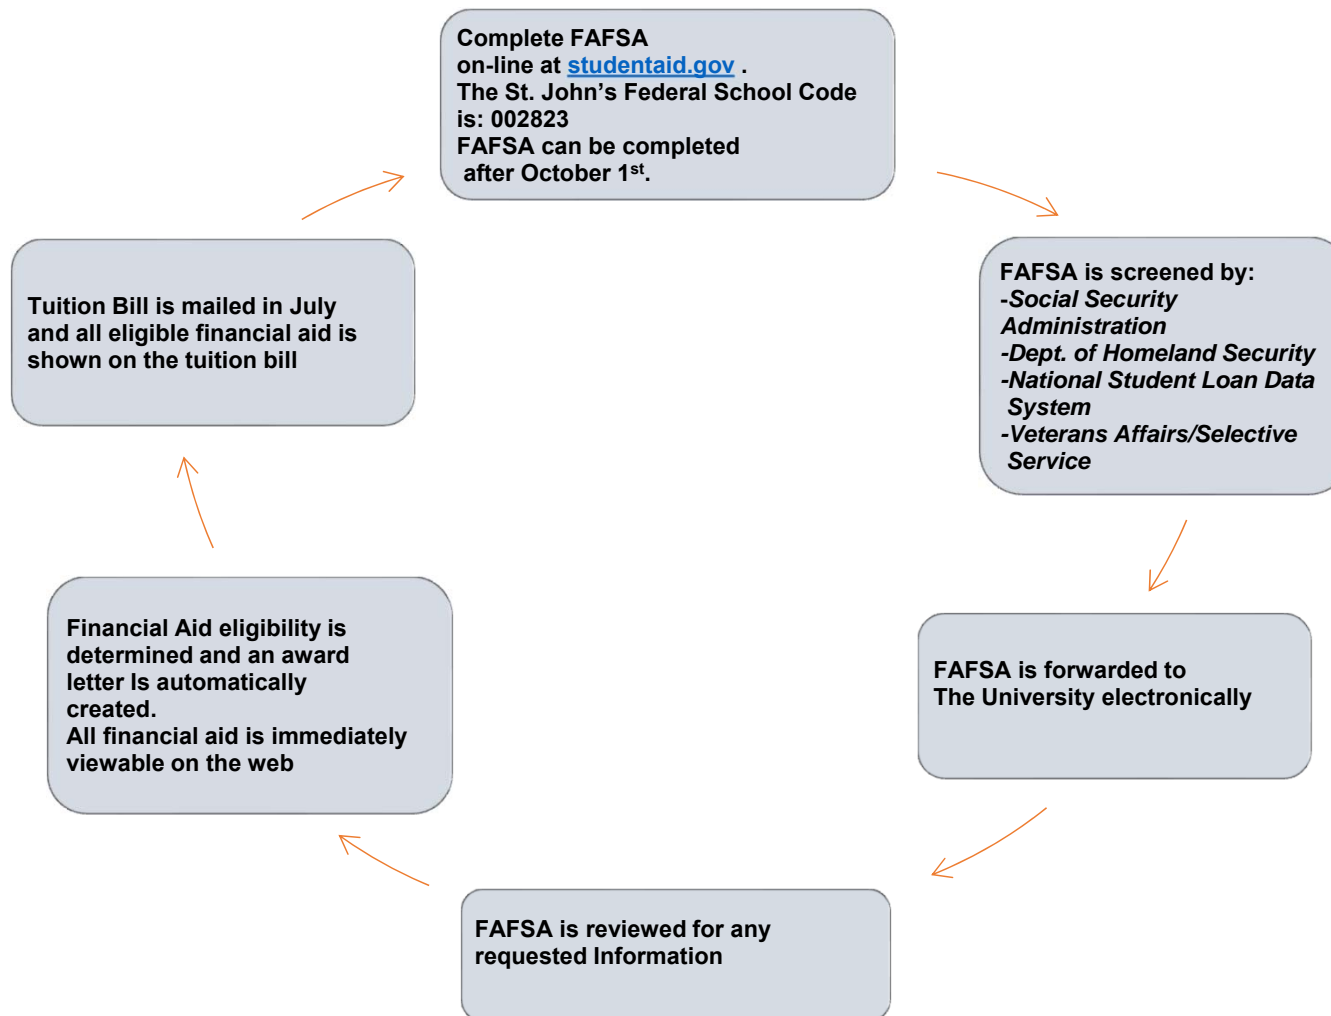 Complete FAFSA
on-line at studentaid.gov .
The St. John’s Federal School Code
is: 002823
FAFSA can be completed
after October 1st.
FAFSA is screened by:
-Social Security
Administration
-Dept. of Homeland Security
-National Student Loan Data
System
-Veterans Affairs/Selective
Service
FAFSA is forwarded to
The University electronically
FAFSA is reviewed for any
requested Information
Financial Aid eligibility is
determined and an award
letter Is automatically
created.
All financial aid is immediately
viewable on the web
Tuition Bill is mailed in July
and all eligible financial aid is
shown on the tuition bill